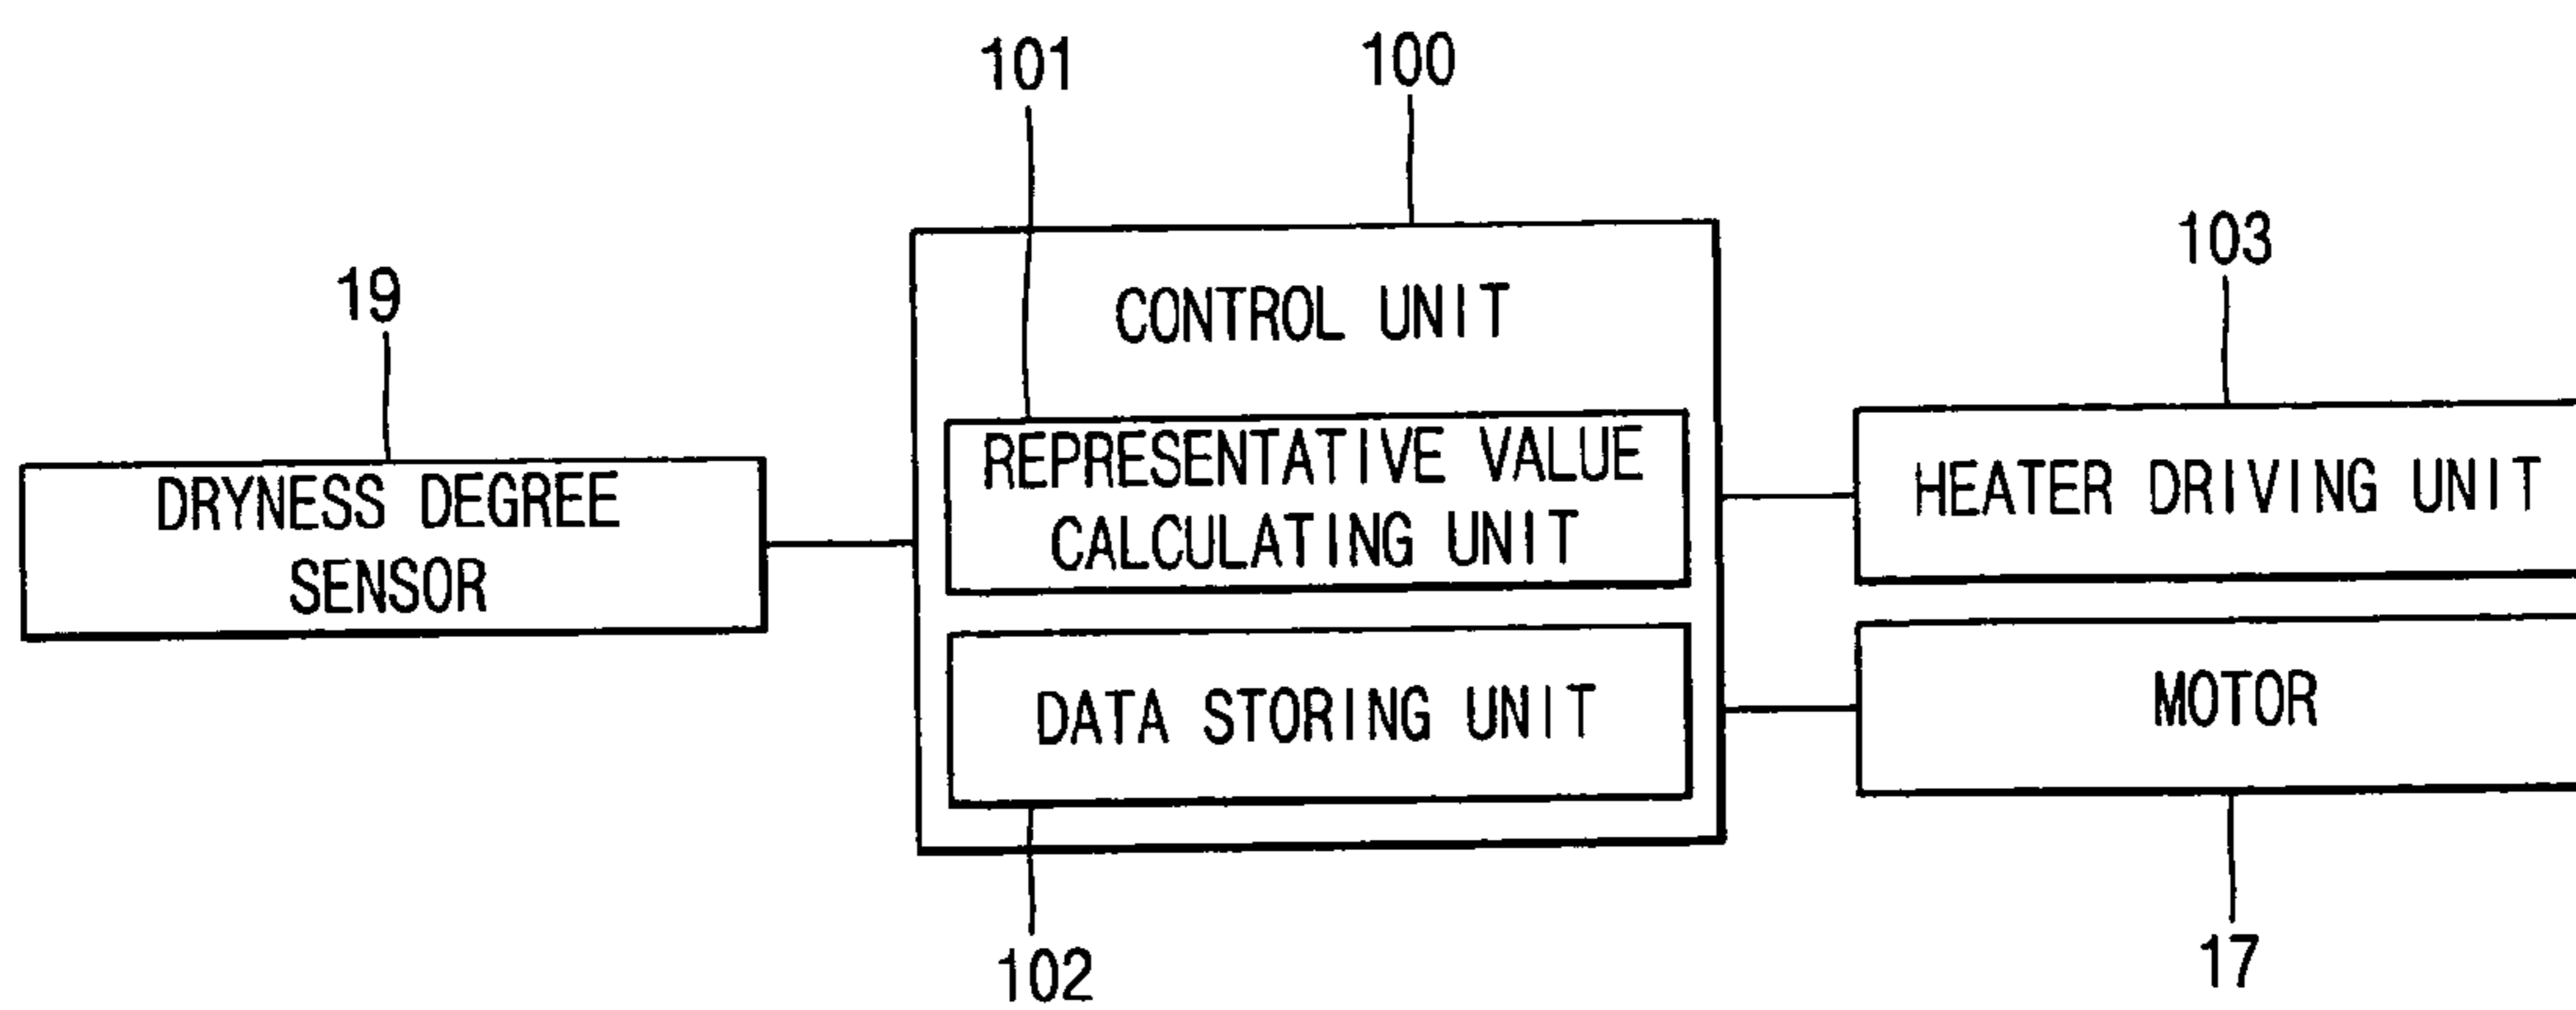 101
100
19
CONTROL UNIT
103
DRYNESS DEGREE
SENSOR
REPRESENTATIVE VALUE
CALCULATING UNIT
HEATER DRIVING UNIT
DATA STORING UNIT
MOTOR
102
17